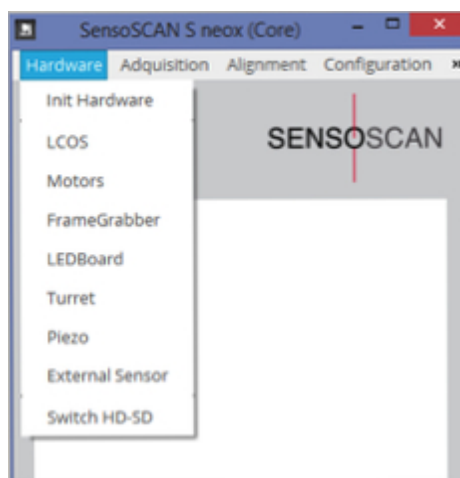 SensoSCAN S neox (Core)
Hardware Adquisition Alignment Configuration »
Init Hardware
SENSOSCAN
LCOS
Motors
FrameGrabber
LEDBoard
Turret
Piezo
External Sensor
Switch HD-SD